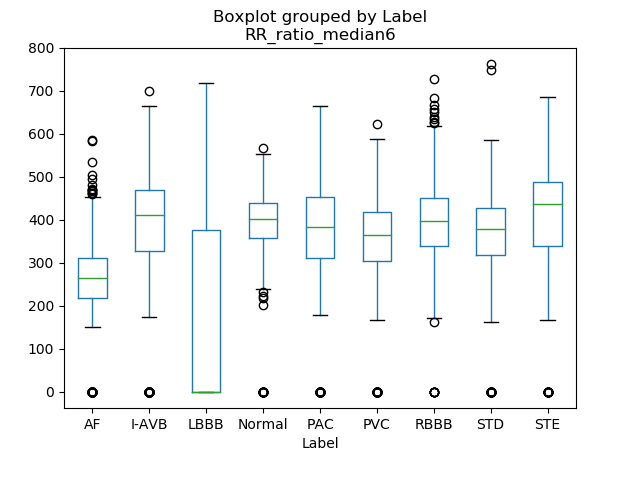 Boxplot grouped by Label
RR_ratio_median6
800
700
600
500
400
300
200
100
0
AF I-AVB LBBB Normal PAC PVC RBBB STD STE
Label